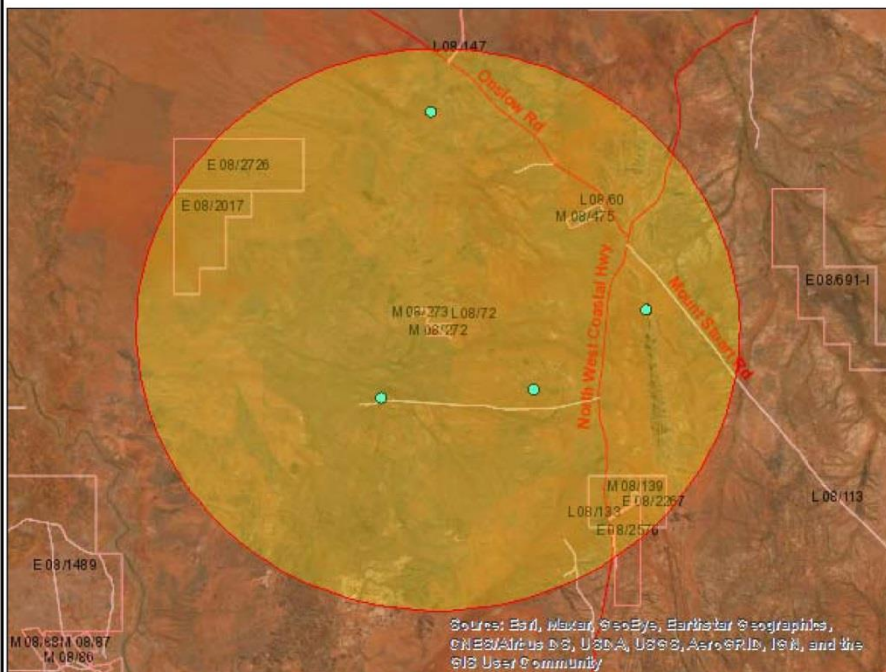 L 08/147
Onslow Rd
E 08/2726
E 08/2017
L 08/60
M 08/475
E 08/691-I
M 08/273 L 08/72
M 08/272
North West Coastal Hwy
Mount Stuart Rd
M 08/139
E 08/2267
L 08/133
E 08/2576
L 08/113
E 08/1489
M 08/87
M 08/86
Source: Esri, Maxar, GeoEye, Earthstar Geographics,
CNES/Airbus DS, USDA, USGS, AeroGRID, IGN, and the
GIS User Community